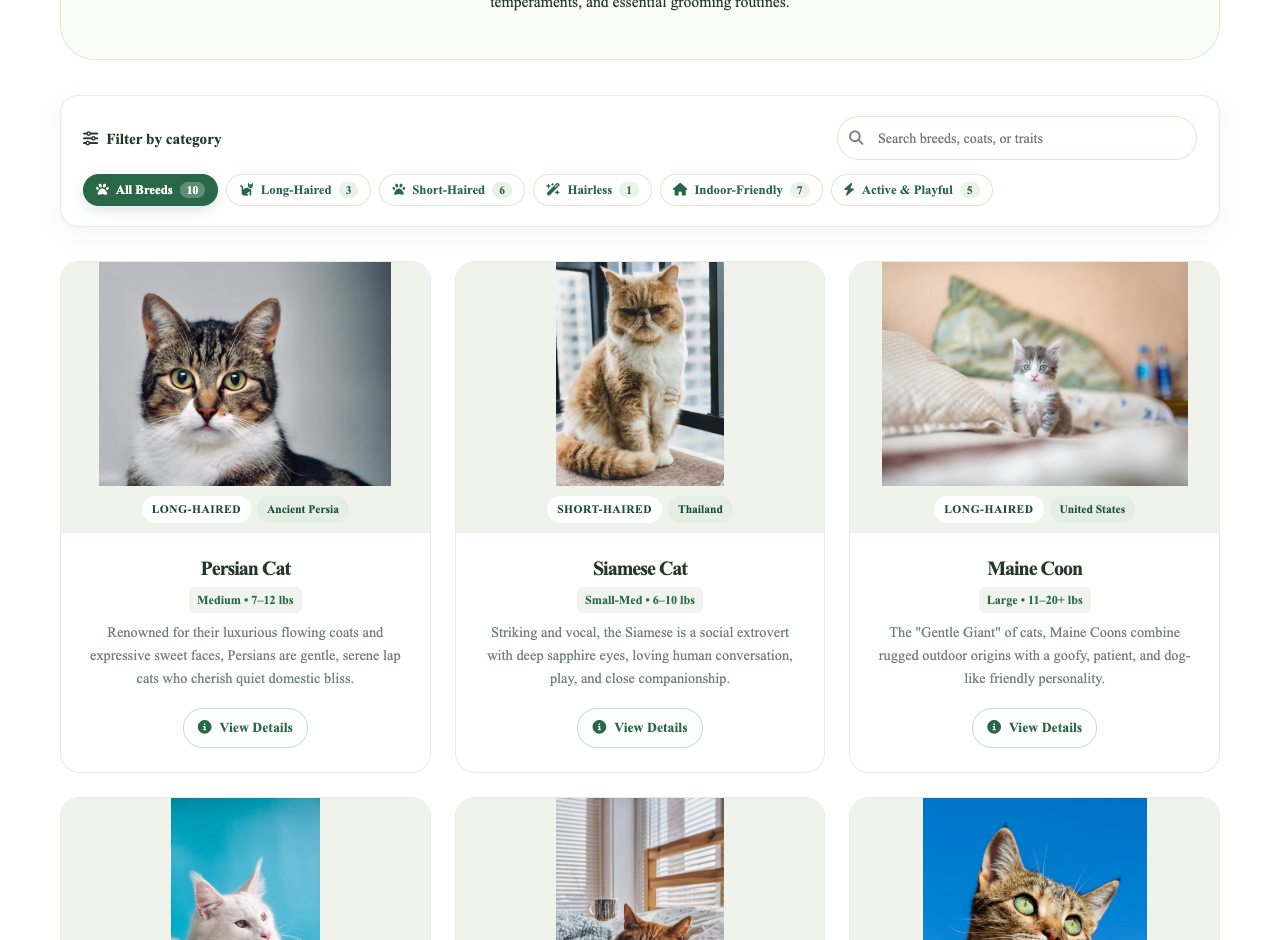 temperaments, and essential grooming routines.
Filter by category
Search breeds, coats, or traits
All Breeds 10
Long-Haired 3
Short-Haired 6
Hairless 1
Indoor-Friendly 7
Active & Playful 5
LONG-HAIRED Ancient Persia
Persian Cat
Medium • 7–12 lbs
Renowned for their luxurious flowing coats and
expressive sweet faces, Persians are gentle, serene lap
cats who cherish quiet domestic bliss.
View Details
SHORT-HAIRED Thailand
Siamese Cat
Small-Med • 6–10 lbs
Striking and vocal, the Siamese is a social extrovert
with deep sapphire eyes, loving human conversation,
play, and close companionship.
View Details
LONG-HAIRED United States
Maine Coon
Large • 11–20+ lbs
The "Gentle Giant" of cats, Maine Coons combine
rugged outdoor origins with a goofy, patient, and dog-
like friendly personality.
View Details